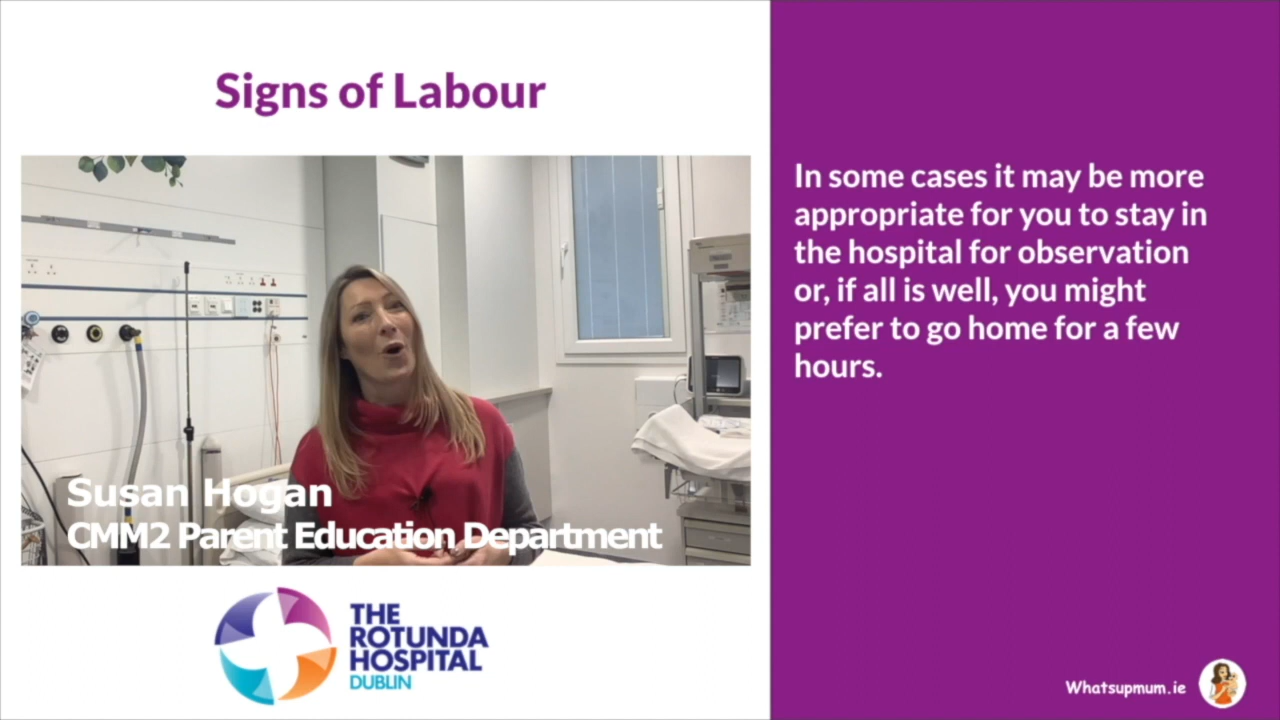 Signs of Labour
Susan Hogan
CMM2 Parent Education Department
THE
ROTUNDA
HOSPITAL
DUBLIN
In some cases it may be more
appropriate for you to stay in
the hospital for observation
or, if all is well, you might
prefer to go home for a few
hours.
Whatsupmum.ie